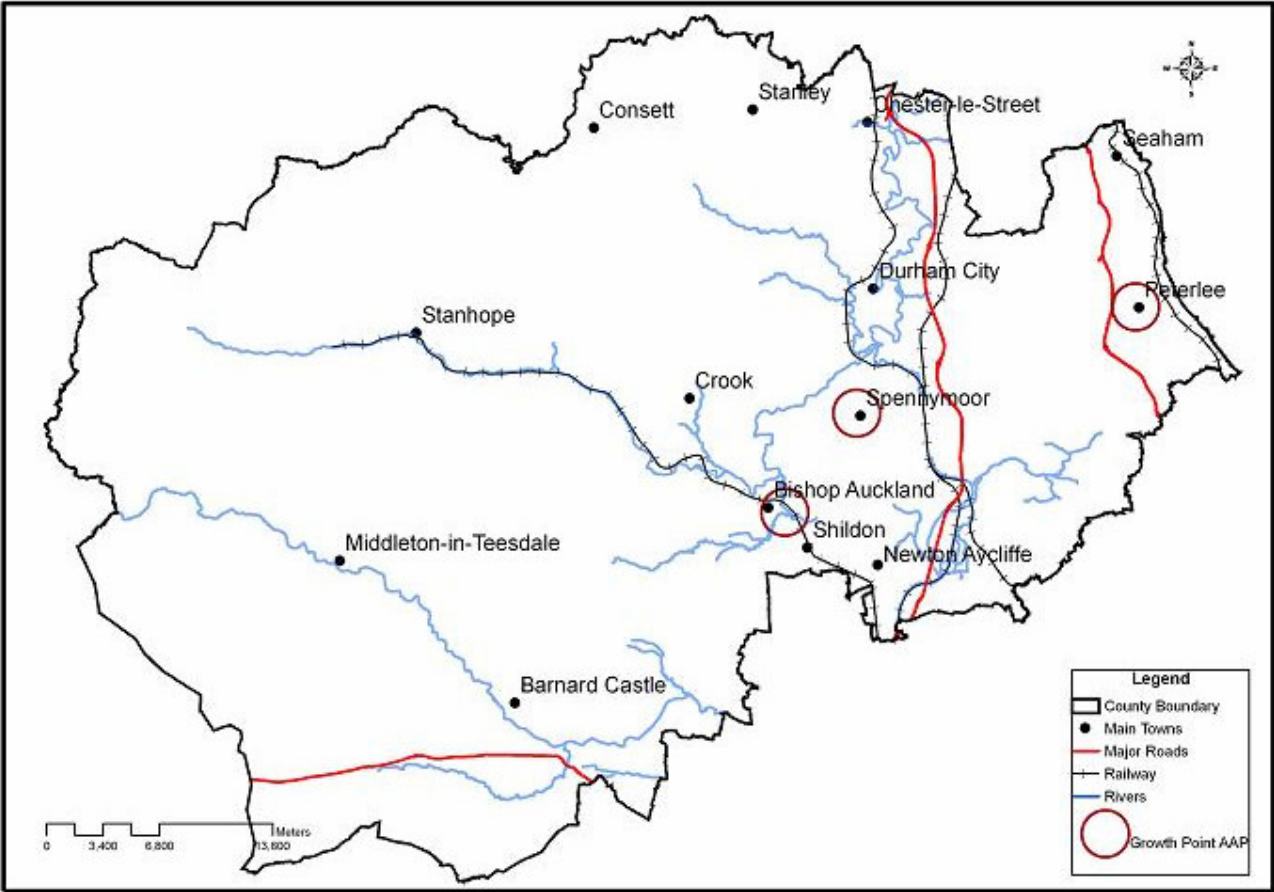 N
W E
S
Stanley
Consett
Chester-le-Street
Seaham
Durham City
Peterlee
Stanhope
Crook
Spennymoor
Bishop Auckland
Shildon
Middleton-in-Teesdale
Newton Aycliffe
Barnard Castle
Legend
County Boundary
Main Towns
Major Roads
Railway
Rivers
Growth Point AAP
Meters
0 3,400 6,800 13,600